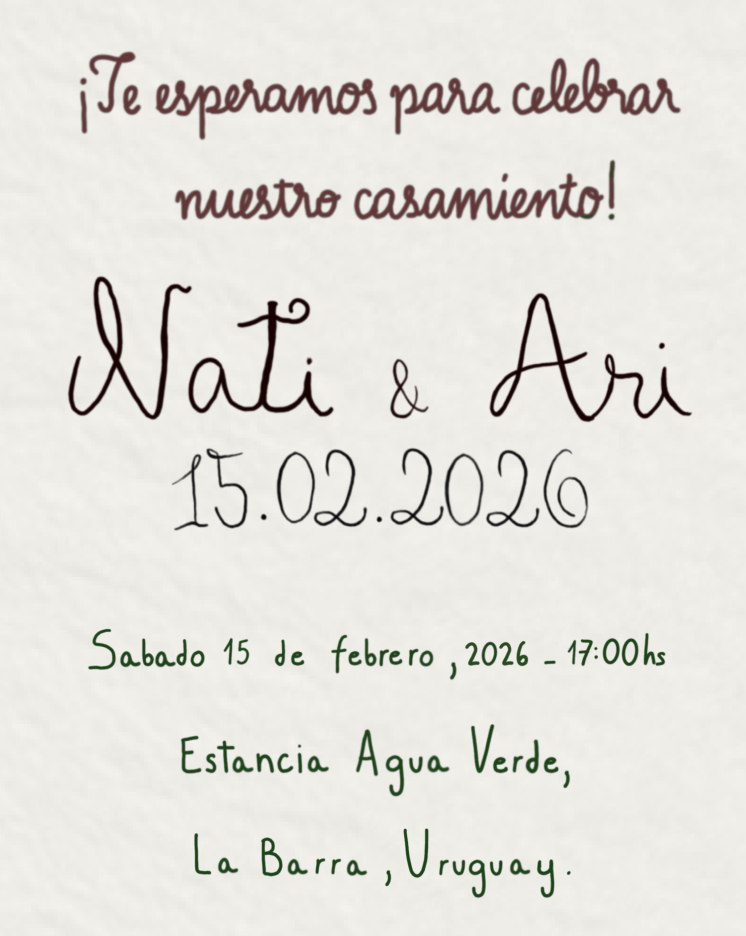 ¡Te esperamos para celebrar
nuestro casamiento!
Nati & Ari
15.02.2026
Sabado 15 de febrero, 2026 - 17:00hs
Estancia Agua Verde,
La Barra, Uruguay.